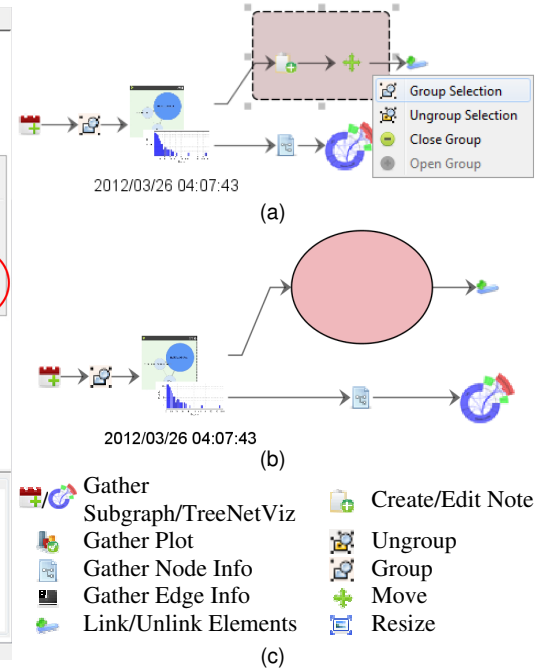 Group Selection
Ungroup Selection
Close Group
Open Group
2012/03/26 04:07:43
(a)
2012/03/26 04:07:43
(b)
/ Gather Subgraph/TreeNetViz
Create/Edit Note
Gather Plot
Ungroup
Gather Node Info
Group
Gather Edge Info
Move
Link/Unlink Elements
Resize
(c)